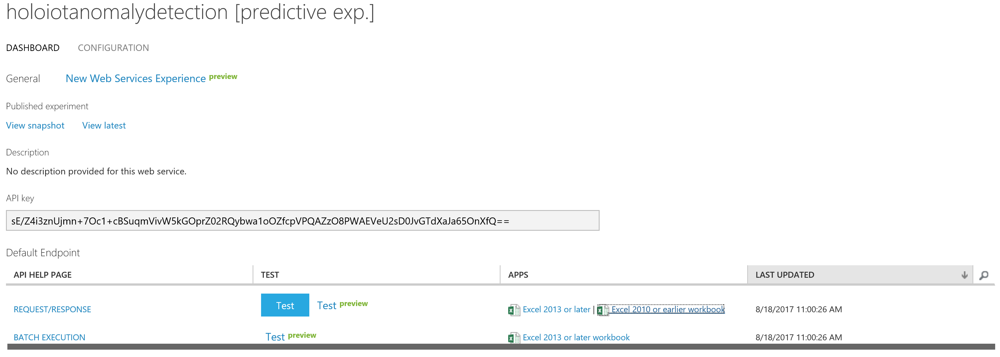 holoiotanomalydetection [predictive exp.]
DASHBOARD CONFIGURATION
General New Web Services Experience preview
Published experiment
View snapshot View latest
Description
No description provided for this web service.
API key
sE/Z4i3znUjmn+7Oc1+cBSuqmVivW5kGOprZ02RQybwa1oOZfcpVPQAZzO8PWAEVeU2sD0JvGTdXaJa65OnXfQ==
Default Endpoint
API HELP PAGE TEST APPS LAST UPDATED
REQUEST/RESPONSE Test Test preview Excel 2013 or later | Excel 2010 or earlier workbook 8/18/2017 11:00:26 AM
BATCH EXECUTION Test preview Excel 2013 or later workbook 8/18/2017 11:00:26 AM